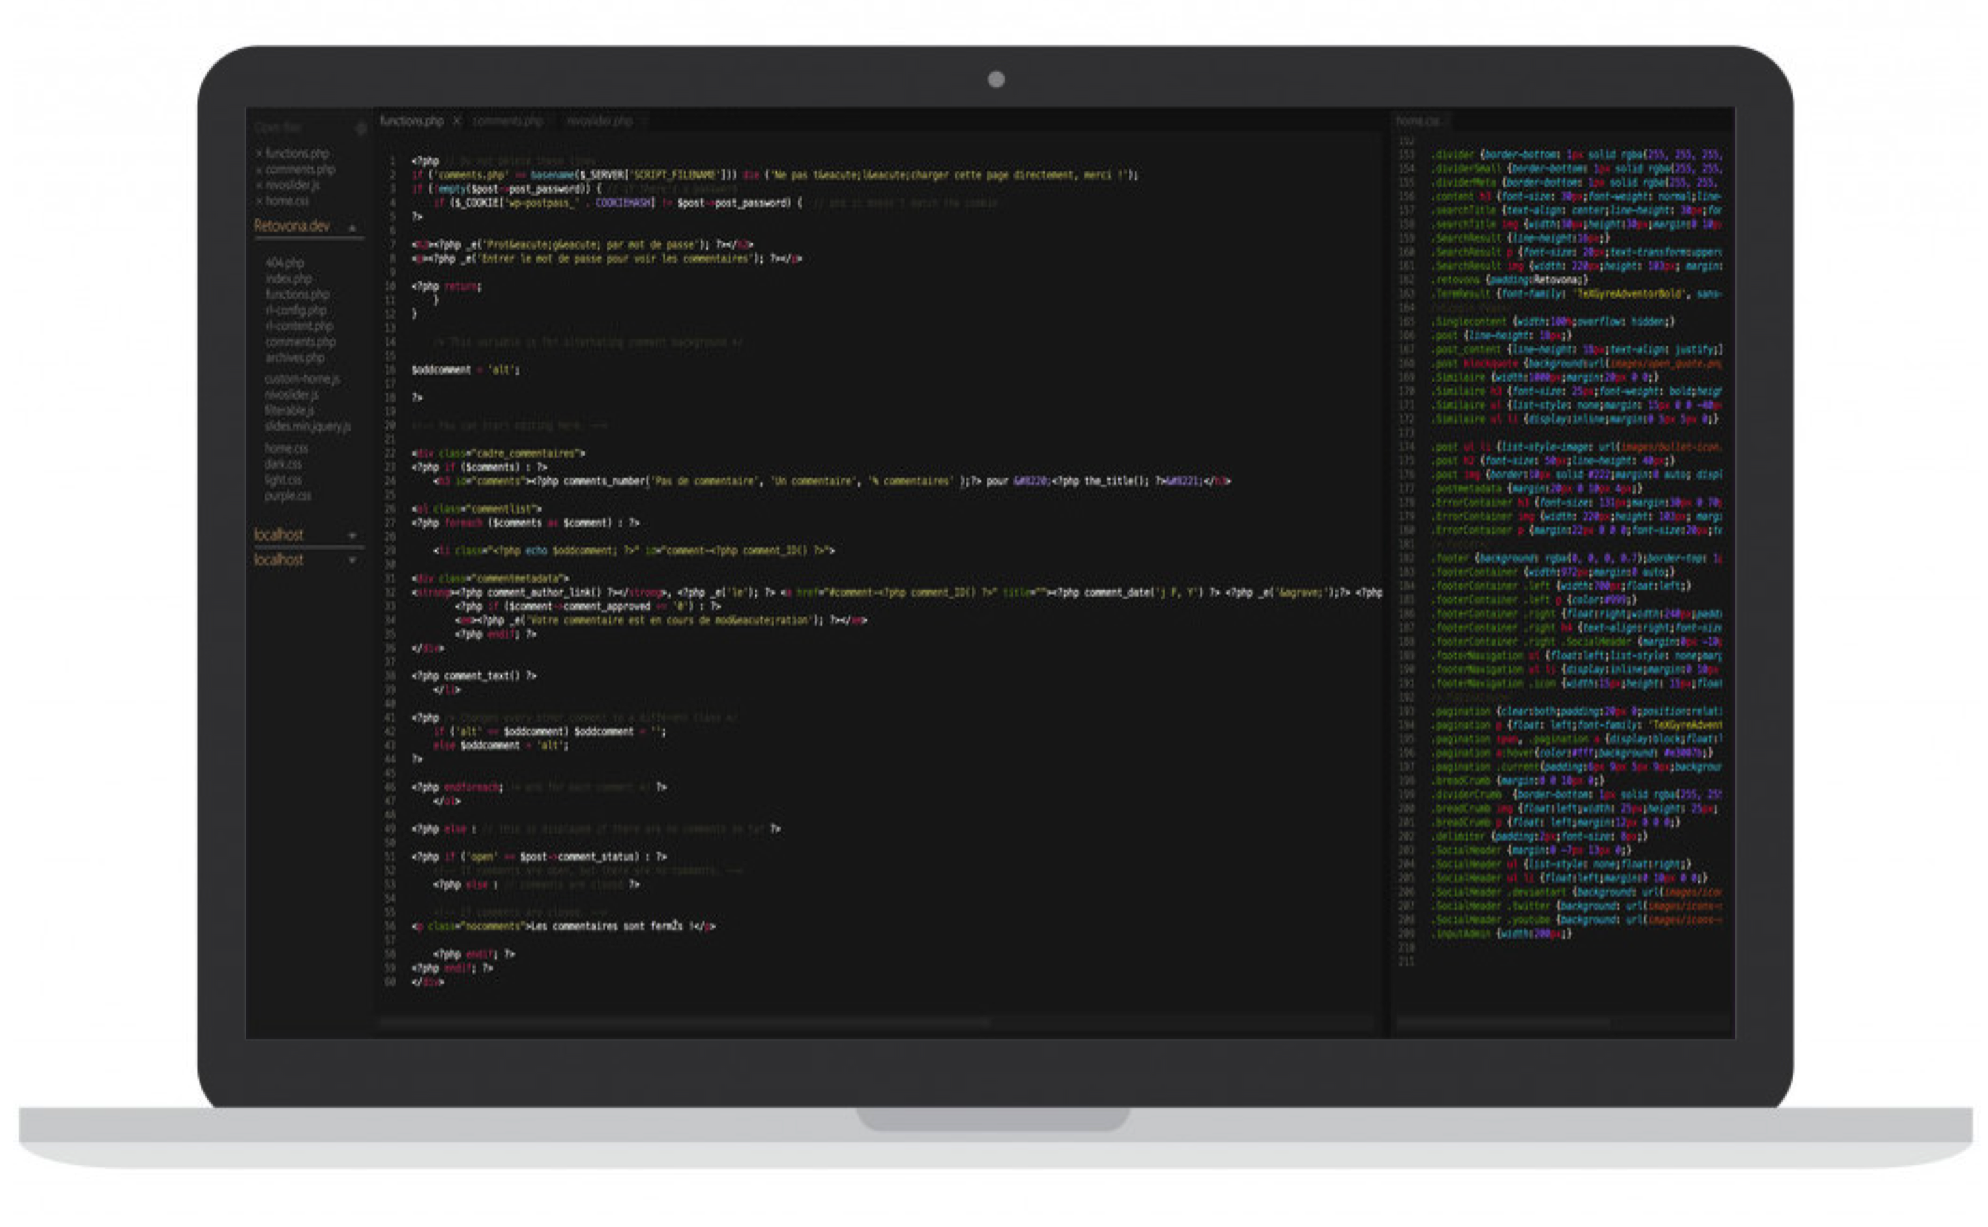 Open files
× functions.php
× comments.php
× nivoslider.js
× home.css
Retovona.dev
404.php
index.php
functions.php
rl-config.php
rl-content.php
comments.php
archives.php
custom-home.js
nivoslider.js
filterable.js
slides.min.jquery.js
home.css
dark.css
light.css
purple.css
localhost
localhost
functions.php × comments.php nivoslider.php
1 <?php // Do not delete these lines
2 if ('comments.php' == basename($_SERVER['SCRIPT_FILENAME'])) die ('Ne pas t&eacute;l&eacute;charger cette page directement, merci !');
3 if (!empty($post->post_password)) { // if there's a password
4 if ($_COOKIE['wp-postpass_' . COOKIEHASH] != $post->post_password) { // and it doesn't match the cookie
5 ?>
6
7 <h2><?php _e('Prot&eacute;g&eacute; par mot de passe'); ?></h2>
8 <p><?php _e('Entrer le mot de passe pour voir les commentaires'); ?></p>
9
10 <?php return;
11 }
12 }
13
14 /* This variable is for alternating comment background */
15
16 $oddcomment = 'alt';
17
18 ?>
19
20 <!-- You can start editing here. -->
21
22 <div class="cadre_commentaires">
23 <?php if ($comments) : ?>
24 <h3 id="comments"><?php comments_number('Pas de commentaire', 'Un commentaire', '% commentaires' );?> pour &#8220;<?php the_title(); ?>&#8221;</h3>
25
26 <ol class="commentlist">
27 <?php foreach ($comments as $comment) : ?>
28
29 <li class="<?php echo $oddcomment; ?>" id="comment-<?php comment_ID() ?>">
30
31 <div class="commentmetadata">
32 <strong><?php comment_author_link() ?></strong>, <?php _e('le'); ?> <a href="#comment-<?php comment_ID() ?>" title=""><?php comment_date('j F, Y') ?> <?php _e('&agrave;');?> <?php
33 <?php if ($comment->comment_approved == '0') : ?>
34 <em><?php _e('Votre commentaire est en cours de mod&eacute;ration'); ?></em>
35 <?php endif; ?>
36 </div>
37
38 <?php comment_text() ?>
39 </li>
40
41 <?php /* Changes every other comment to a different class */
42 if ('alt' == $oddcomment) $oddcomment = '';
43 else $oddcomment = 'alt';
44 ?>
45
46 <?php endforeach; /* end for each comment */ ?>
47 </ol>
48
49 <?php else : // this is displayed if there are no comments so far ?>
50
51 <?php if ('open' == $post->comment_status) : ?>
52 <!-- If comments are open, but there are no comments. -->
53 <?php else : // comments are closed ?>
54
55 <!-- If comments are closed. -->
56 <p class="nocomments">Les commentaires sont fermŽs !</p>
57
58 <?php endif; ?>
59 <?php endif; ?>
60 </div>
home.css
152
153 .divider {border-bottom: 1px solid rgba(255, 255, 255,
154 .dividerSmall {border-bottom: 1px solid rgba(255, 255,
155 .dividerMeta {border-bottom: 1px solid rgba(255, 255,
156 .content h3 {font-size: 30px;font-weight: normal;line-
157 .searchTitle {text-align: center;line-height: 30px;for
158 .searchTitle img {width:30px;height:30px;margin:0 10px
159 .SearchResult {line-height:16px;}
160 .SearchResult p {font-size: 20px;text-transform:uppers
161 .SearchResult img {width: 220px;height: 103px; margin:
162 .retovona {padding:Retovona;}
163 .TermResult {font-family: 'TeXGyreAdventorBold', sans-
164
165 .Singlecontent {width:100%;overflow: hidden;}
166 .post {line-height: 18px;}
167 .post_content {line-height: 18px;text-align: justify;}
168 .post blockquote {background:url(images/open_quote.pn
169 .Similaire {width:1000px;margin:20px 0 0;}
170 .Similaire h3 {font-size: 25px;font-weight: bold;heigh
171 .Similaire ul {list-style: none;margin: 15px 0 0 -40p
172 .Similaire ul li {display:inline;margin:0 5px 5px 0;}
173
174 .post ul li {list-style-image: url(images/bullet-icon.
175 .post h2 {font-size: 50px;line-height: 40px;}
176 .post img {border:10px solid #222;margin:0 auto; displ
177 .postmetadata {margin:20px 0 10px 4px;}
178 .ErrorContainer h1 {font-size: 131px;margin:30px 0 70p
179 .ErrorContainer img {width: 220px;height: 103px; margi
180 .ErrorContainer p {margin:22px 0 0 0;font-size:20px;te
181
182 .footer {background: rgba(0, 0, 0, 0.7);border-top: 1p
183 .footerContainer {width:972px;margin:0 auto;}
184 .footerContainer .left {width:700px;float:left;}
185 .footerContainer .left p {color:#999;}
186 .footerContainer .right {float:right;width:240px;paddi
187 .footerContainer .right h4 {text-align:right;font-size
188 .footerContainer .right .SocialHeader {margin:0px -10p
189 .footerNavigation ul {float:left;list-style: none;marg
190 .footerNavigation ul li {display:inline;margin:0 10px
191 .footerNavigation .icon {width:15px;height: 15px;float
192
193 .pagination {clear:both;padding:20px 0;position:relati
194 .pagination p {float: left;font-family: 'TeXGyreAdvent
195 .pagination span, .pagination a {display:block;float:l
196 .pagination a:hover{color:#fff;background: #e3007b;}
197 .pagination .current{padding:6px 9px 5px 9px;backgroun
198 .breadCrumb {margin:0 0 10px 0;}
199 .dividerCrumb {border-bottom: 1px solid rgba(255, 255
200 .breadCrumb img {float:left;width: 25px;height: 25px;
201 .breadCrumb p {float: left;margin:12px 0 0 0;}
202 .delimiter {padding:2px;font-size: 8px;}
203 .SocialHeader {margin:0 -7px 13px 0;}
204 .SocialHeader ul {list-style: none;float:right;}
205 .SocialHeader ul li {float:left;margin:0 10px 0 0;}
206 .SocialHeader .deviantart {background: url(images/icon
207 .SocialHeader .twitter {background: url(images/icons-t
208 .SocialHeader .youtube {background: url(images/icons-
209 .inputAdmin {width:200px;}
210
211